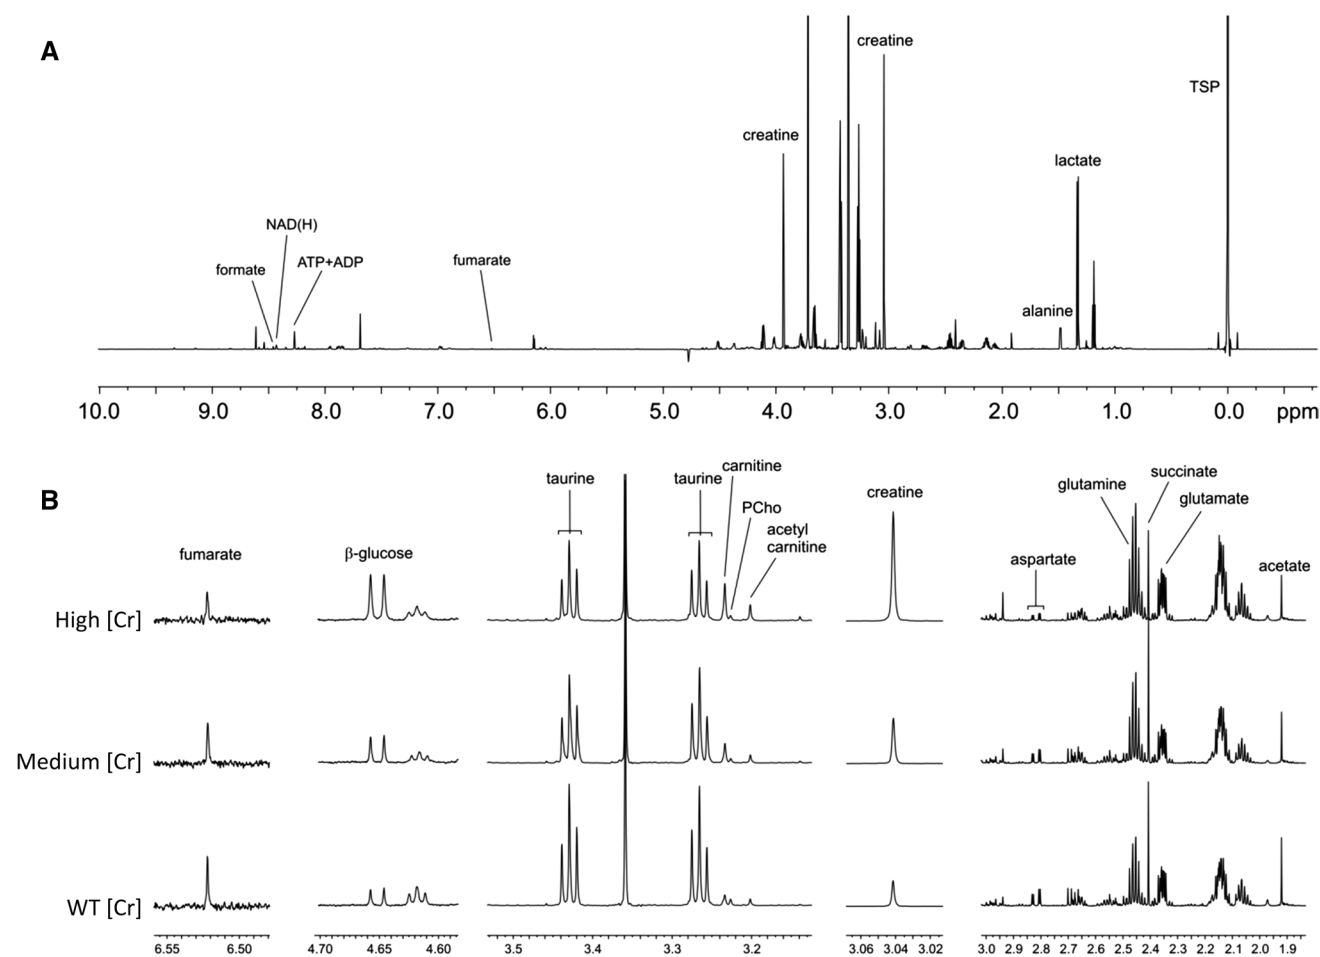 A
creatine
creatine
TSP
lactate
NAD(H)
formate
ATP+ADP
fumarate
alanine
10.0 9.0 8.0 7.0 6.0 5.0 4.0 3.0 2.0 1.0 0.0 ppm
B
fumarate
β-glucose
taurine
taurine
carnitine
PCho
acetyl
carnitine
creatine
glutamine
succinate
glutamate
aspartate
acetate
High [Cr]
Medium [Cr]
WT [Cr]
6.55 6.50 4.70 4.65 4.60 3.5 3.4 3.3 3.2 3.06 3.04 3.02 3.0 2.9 2.8 2.7 2.6 2.5 2.4 2.3 2.2 2.1 2.0 1.9